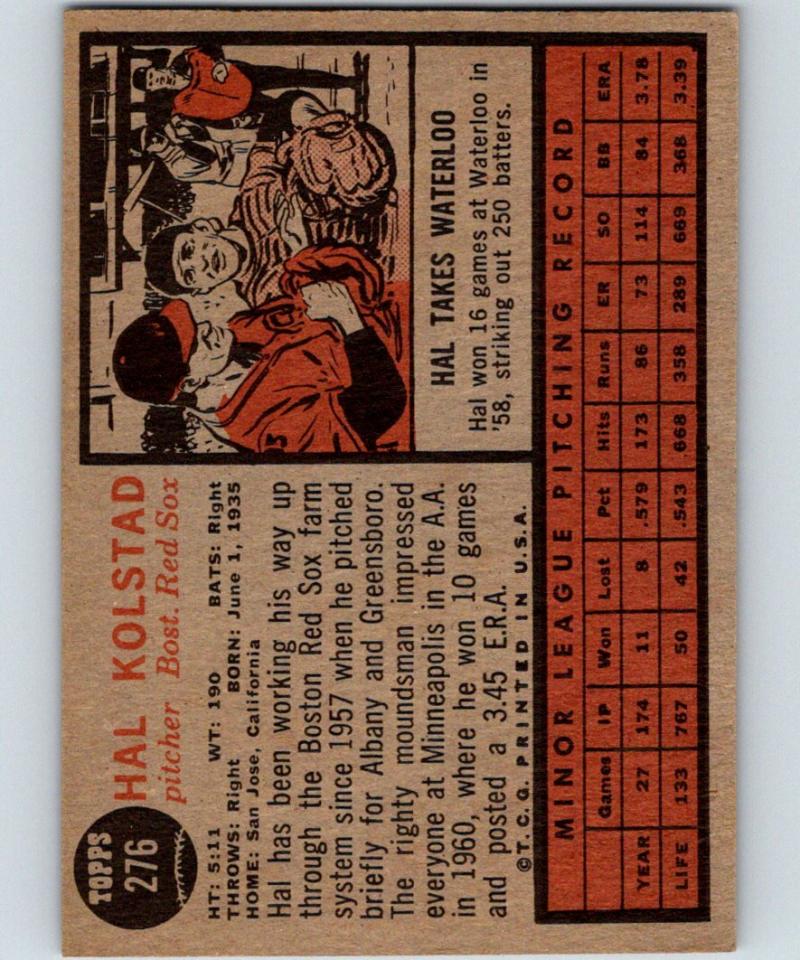 TOPPS
276
HAL KOLSTAD
pitcher Bost. Red Sox
HT: 5:11 WT: 190 BATS: Right
THROWS: Right BORN: June 1, 1935
HOME: San Jose, California
Hal has been working his way up
through the Boston Red Sox farm
system since 1957 when he pitched
briefly for Albany and Greensboro.
The righty moundsman impressed
everyone at Minneapolis in the A.A.
in 1960, where he won 10 games
and posted a 3.45 E.R.A.
©T.C.G. PRINTED IN U.S.A.
HAL TAKES WATERLOO
Hal won 16 games at Waterloo in
'58, striking out 250 batters.
MINOR LEAGUE PITCHING RECORD
Games IP Won Lost Pct Hits Runs ER SO BB ERA
YEAR 27 174 11 8 .579 173 86 73 114 84 3.78
LIFE 133 767 50 42 .543 668 358 289 669 368 3.39